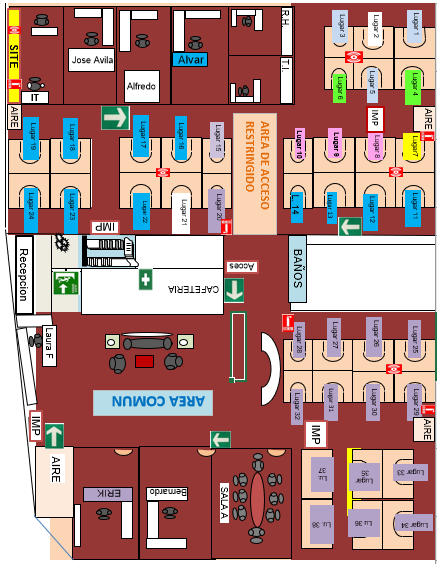 SITE
IT
AIRE
Jose Avila
Alfredo
Alvar
R.H.
T.I.
Lugar 3
Lugar 2
Lugar 1
Lugar 6
Lugar 5
Lugar 4
IMP
AIRE
Lugar 19
Lugar 18
Lugar 17
Lugar 16
Lugar 15
AREA DE ACCESO
RESTRINGIDO
Lugar 10
Lugar 9
Lugar 8
Lugar 7
Lugar 24
Lugar 23
Lugar 22
Lugar 21
Lugar 20
L 14
Lugar 13
Lugar 12
Lugar 11
IMP
Recepcion
CAFETERIA
Acces
BAÑOS
Laura F
AREA COMUN
Lugar 28
Lugar 27
Lugar 26
Lugar 25
Lugar 32
Lugar 31
Lugar 30
Lugar 29
AIRE
IMP
IMP
AIRE
ERIK
Bernardo
SALA A
Lu 37
Lugar 35
Lugar 33
Lu 38
Lu 36
Lugar 34